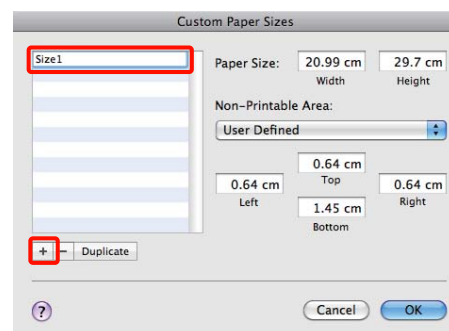 Custom Paper Sizes
Size1
Paper Size: 20.99 cm 29.7 cm
Width Height
Non-Printable Area:
User Defined
0.64 cm
Top
0.64 cm 0.64 cm
Left Right
1.45 cm
Bottom
+ - Duplicate
? Cancel OK